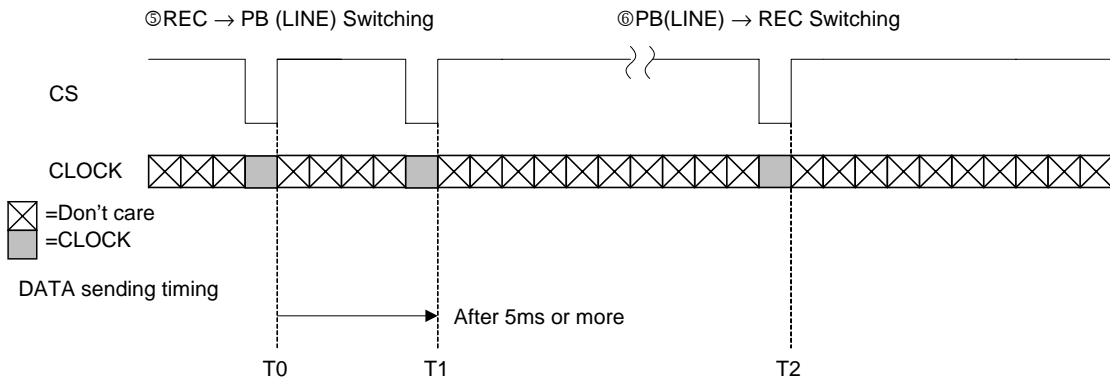 ⑤REC → PB (LINE) Switching
⑥PB(LINE) → REC Switching
CS
CLOCK
=Don't care
=CLOCK
DATA sending timing
After 5ms or more
T0
T1
T2